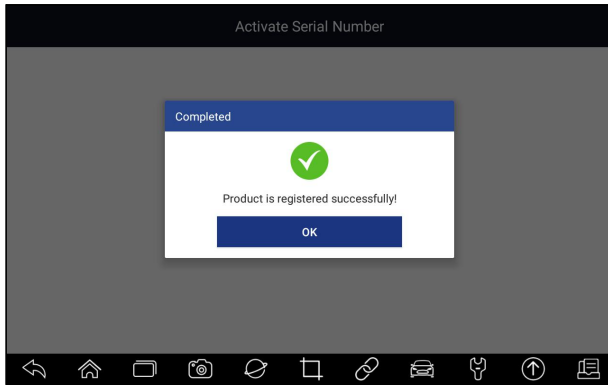 Activate Serial Number
Completed
Product is registered successfully!
OK